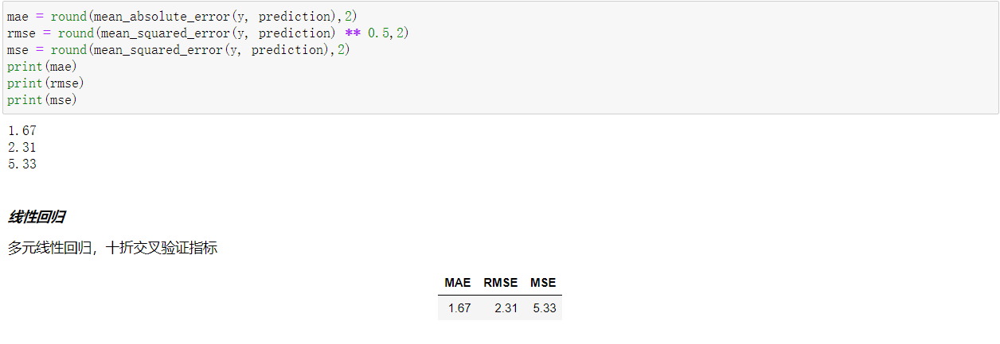 mae = round(mean_absolute_error(y, prediction),2)
rmse = round(mean_squared_error(y, prediction) ** 0.5,2)
mse = round(mean_squared_error(y, prediction),2)
print(mae)
print(rmse)
print(mse)
1.67
2.31
5.33
线性回归
多元线性回归，十折交叉验证指标
MAE RMSE MSE
1.67 2.31 5.33